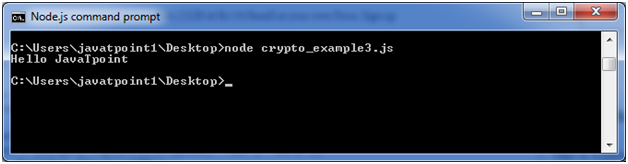 Node.js command prompt
C:\Users\javatpoint1\Desktop>node crypto_example3.js
Hello JavaTpoint
C:\Users\javatpoint1\Desktop>_